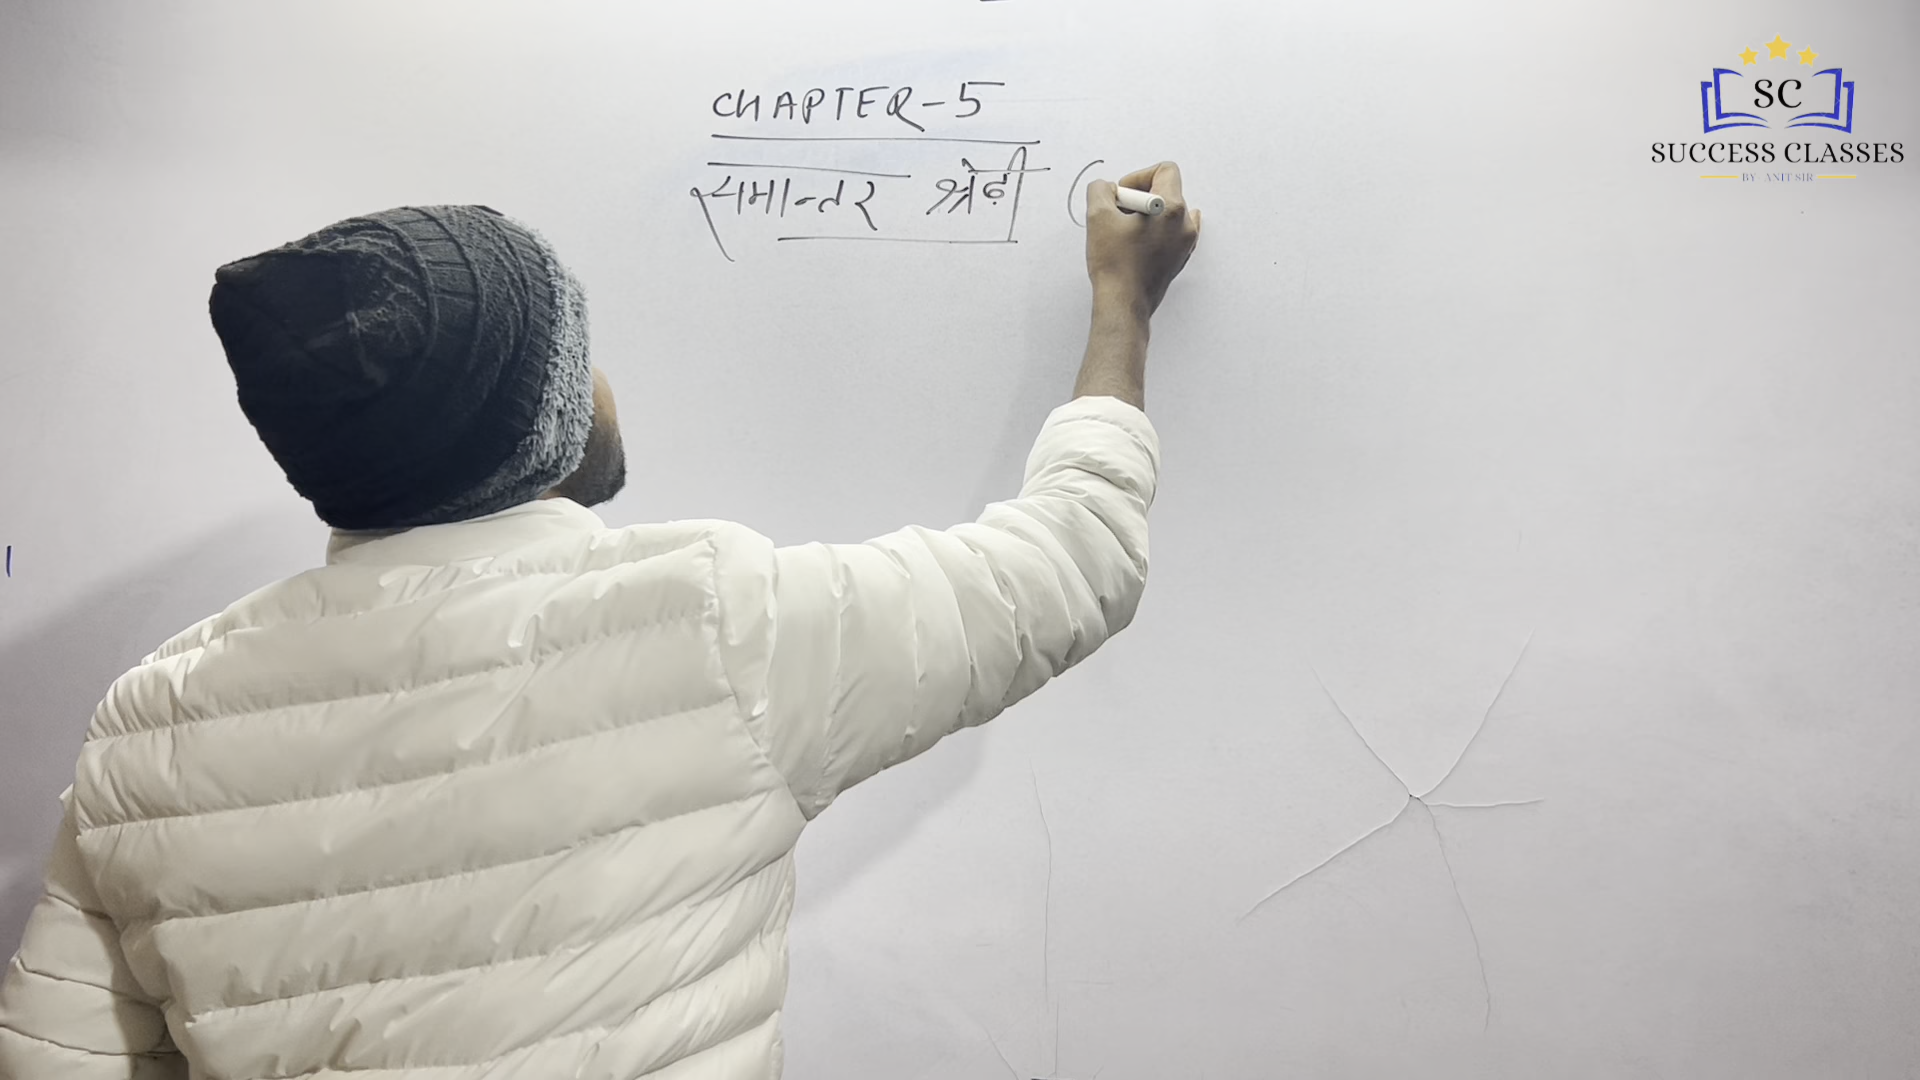 CHAPTER-5
समान्तर श्रेढ़ी (
SC
SUCCESS CLASSES
BY- ANIT SIR